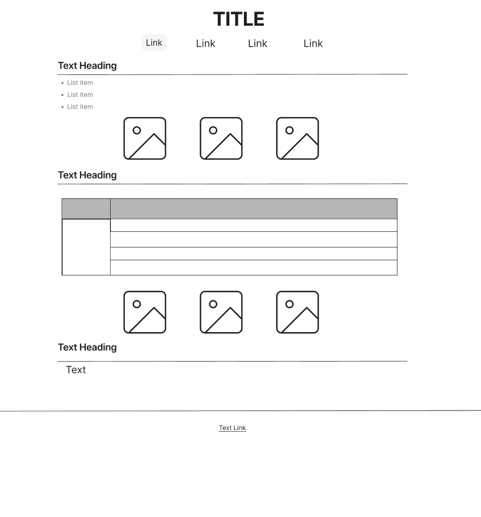 TITLE
Link Link Link Link
Text Heading
• List item
• List item
• List item
Text Heading
Text Heading
Text
Text Link